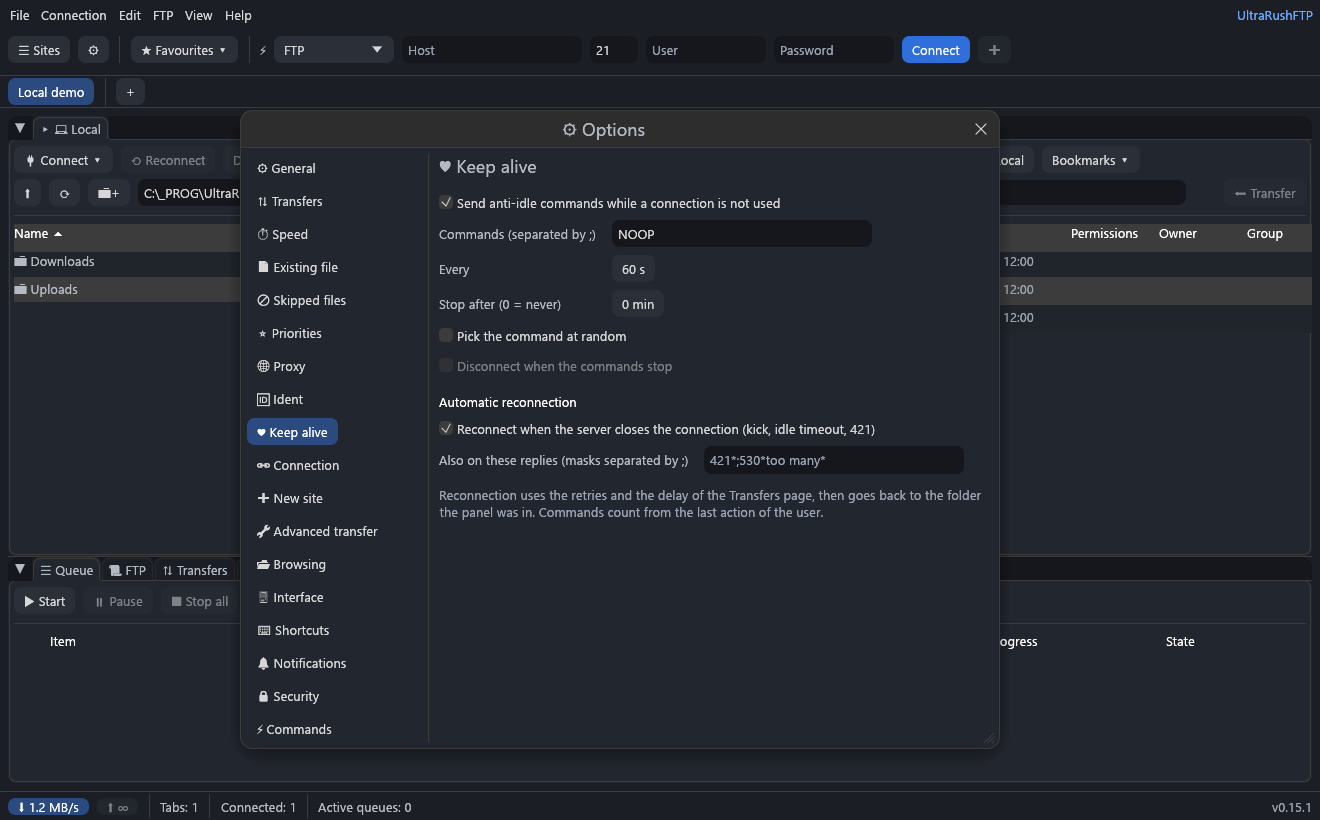 File Connection Edit FTP View Help UltraRushFTP
Sites Favourites FTP Host 21 User Password Connect +
Local demo +
Local
Connect Reconnect D ocal Bookmarks
C:\_PROG\UltraR Transfer
Name Permissions Owner Group
Downloads 12:00
Uploads 12:00
12:00
Options
General
Transfers
Speed
Existing file
Skipped files
Priorities
Proxy
Ident
Keep alive
Connection
New site
Advanced transfer
Browsing
Interface
Shortcuts
Notifications
Security
Commands
Keep alive
Send anti-idle commands while a connection is not used
Commands (separated by ;) NOOP
Every 60 s
Stop after (0 = never) 0 min
Pick the command at random
Disconnect when the commands stop
Automatic reconnection
Reconnect when the server closes the connection (kick, idle timeout, 421)
Also on these replies (masks separated by ;) 421*;530*too many*
Reconnection uses the retries and the delay of the Transfers page, then goes back to the folder
the panel was in. Commands count from the last action of the user.
Queue FTP Transfers
Start Pause Stop all
Item ogress State
1.2 MB/s ∞ Tabs: 1 Connected: 1 Active queues: 0 v0.15.1